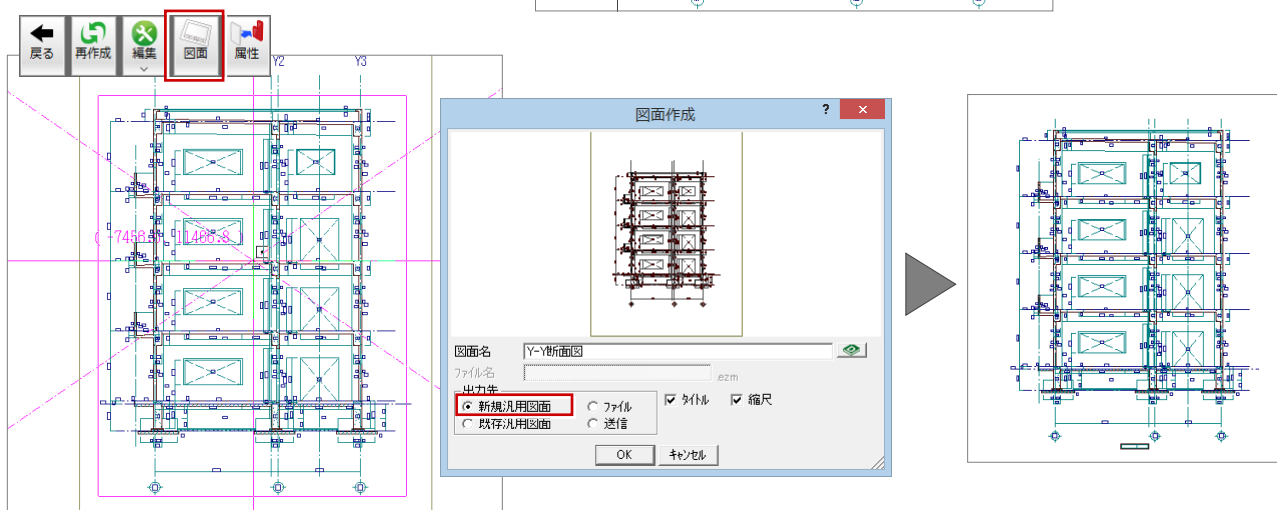 戻る
再作成
編集
図面
属性
Y2
Y3
図面作成
?
×
図面名
Y-Y断面図
ファイル名
.ezm
出力先
新規汎用図面
ファイル
タイトル
縮尺
既存汎用図面
送信
OK
キャンセル